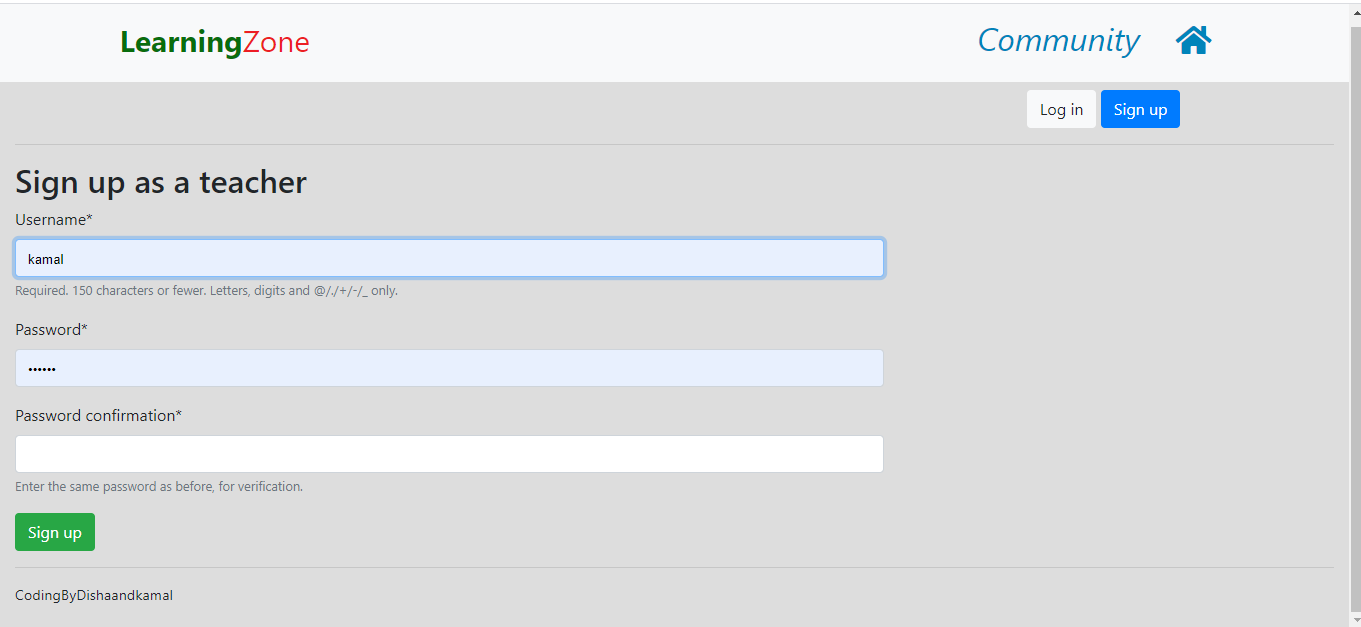 LearningZone
Community
Log in
Sign up
Sign up as a teacher
Username*
kamal
Required. 150 characters or fewer. Letters, digits and @/./+/-/_ only.
Password*
••••••
Password confirmation*
Enter the same password as before, for verification.
Sign up
CodingByDishaandkamal